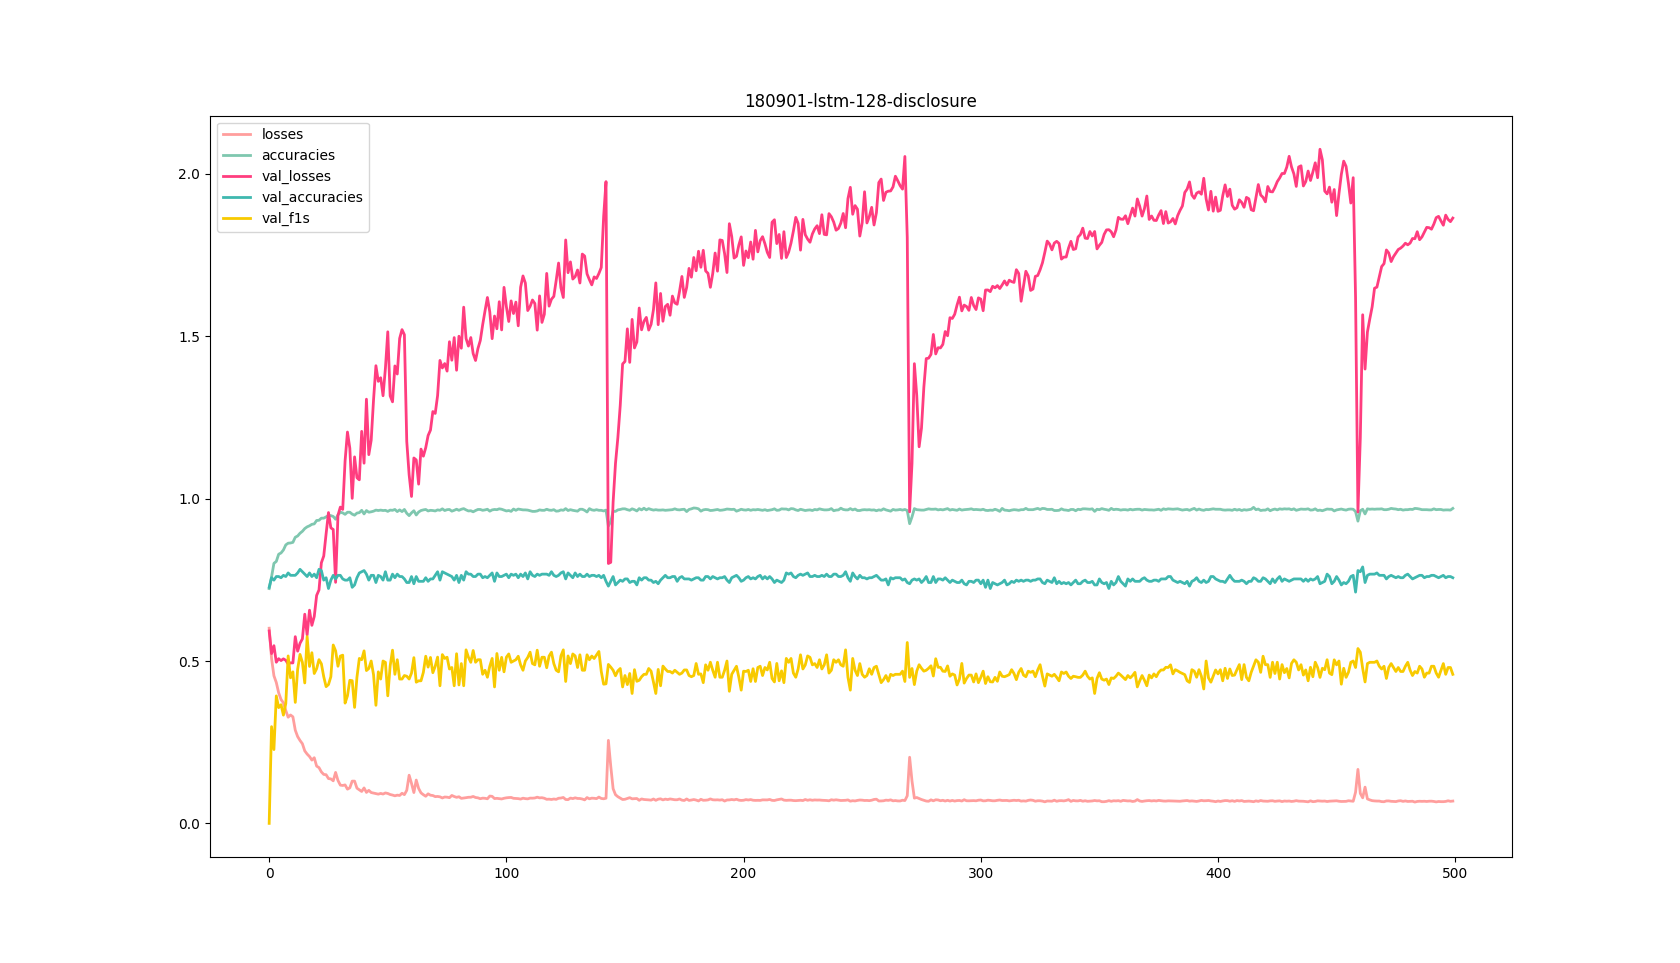 180901-lstm-128-disclosure
losses
accuracies
val_losses
val_accuracies
val_f1s
2.0
1.5
1.0
0.5
0.0
0 100 200 300 400 500